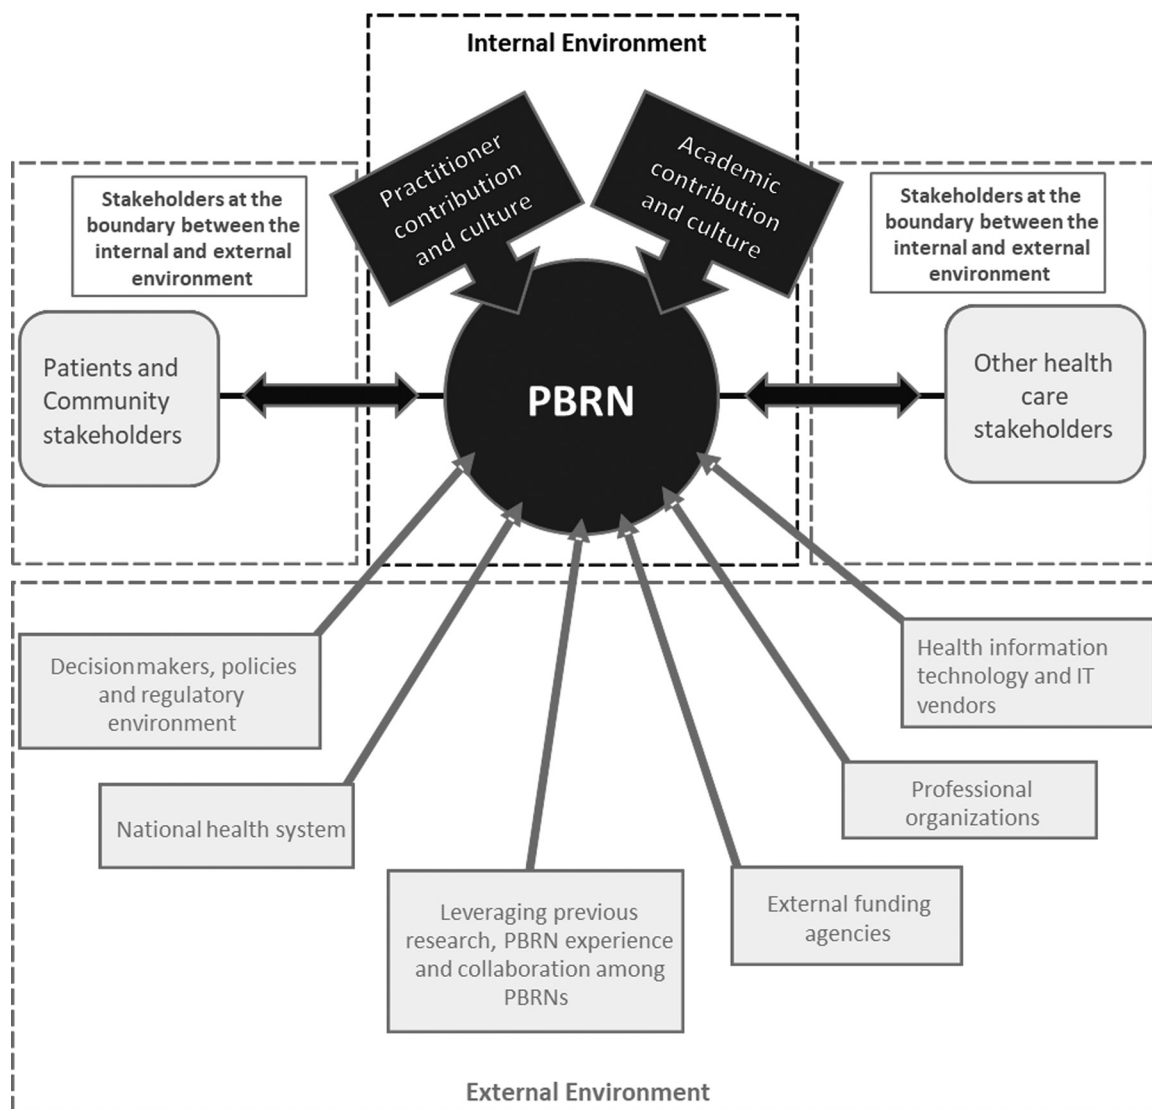 Internal Environment
Practitioner
contribution
and culture
Academic
contribution
and culture
Stakeholders at the
boundary between the
internal and external
environment
Stakeholders at the
boundary between the
internal and external
environment
Patients and
Community
stakeholders
PBRN
Other health
care
stakeholders
Decision makers, policies
and regulatory
environment
Health information
technology and IT
vendors
National health system
Professional
organizations
Leveraging previous
research, PBRN experience
and collaboration among
PBRNs
External funding
agencies
External Environment